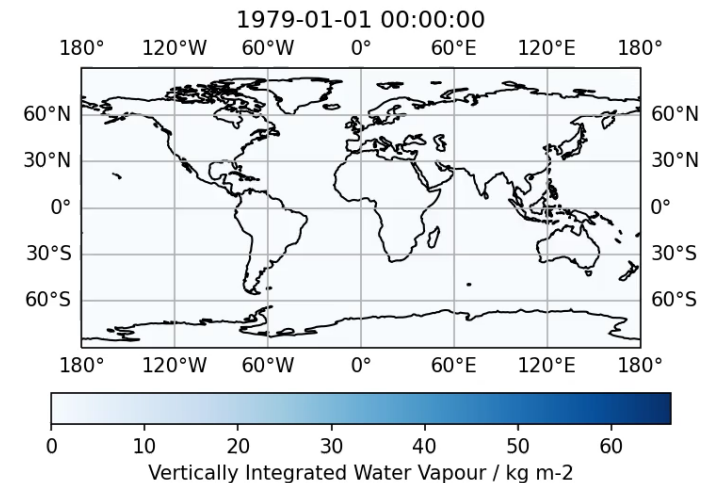 1979-01-01 00:00:00
180° 120°W 60°W 0° 60°E 120°E 180°
60°N 60°N
30°N 30°N
0° 0°
30°S 30°S
60°S 60°S
180° 120°W 60°W 0° 60°E 120°E 180°
0 10 20 30 40 50 60
Vertically Integrated Water Vapour / kg m-2